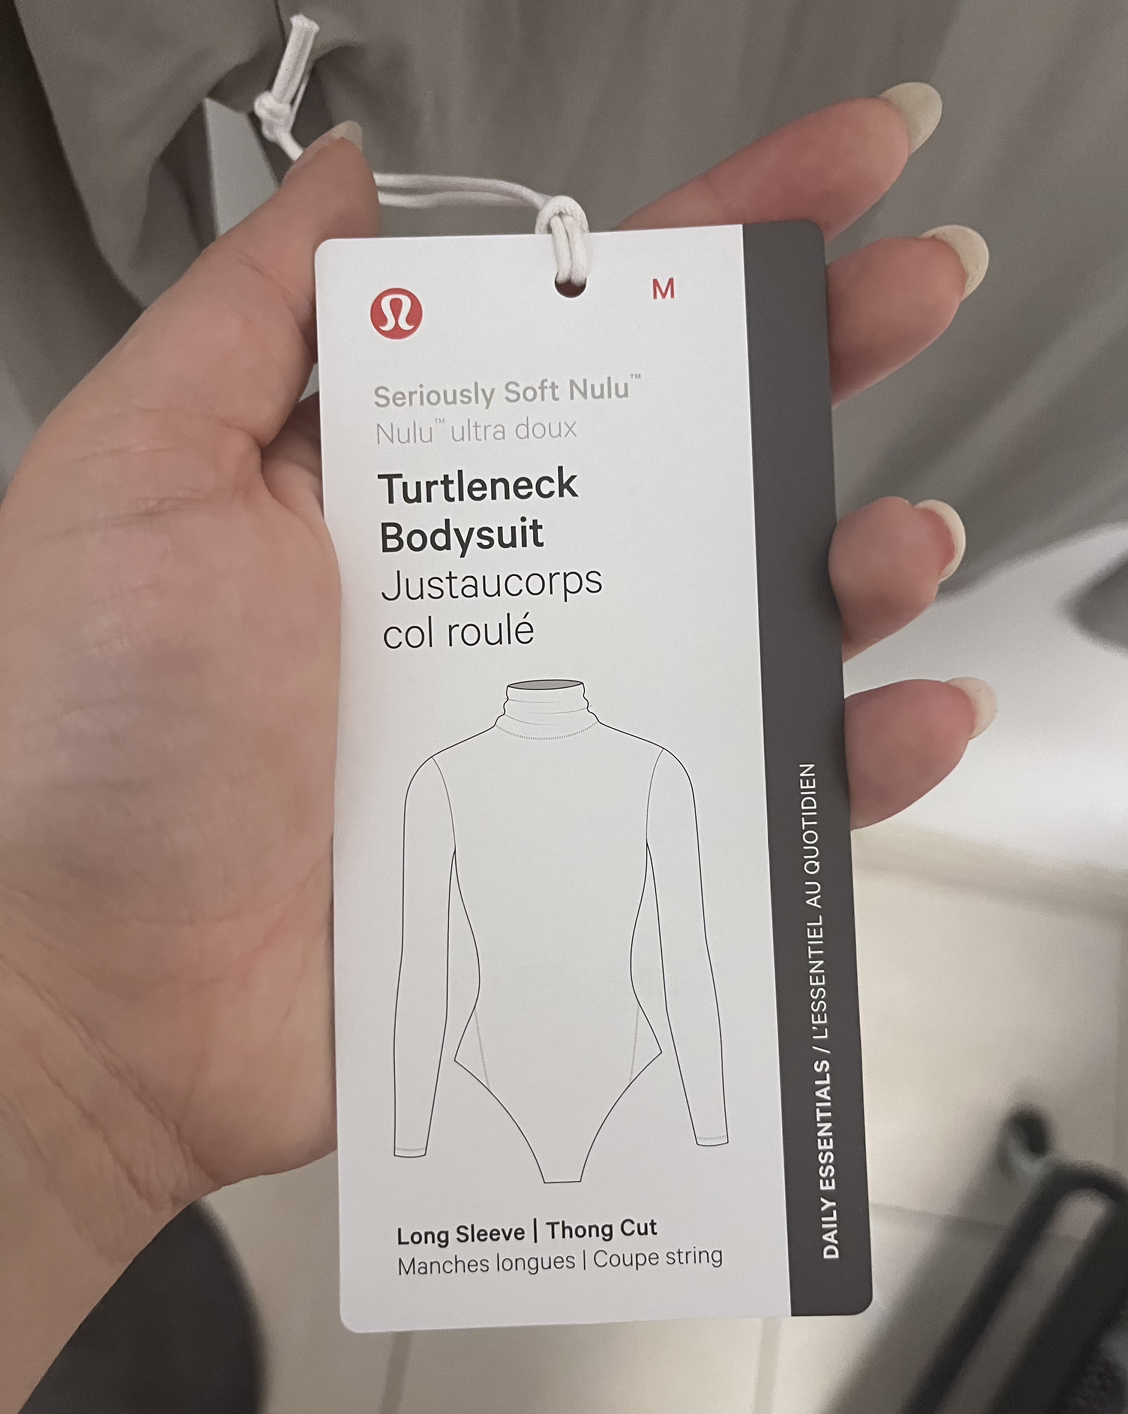 M
Seriously Soft Nulu™
Nulu™ ultra doux
Turtleneck
Bodysuit
Justaucorps
col roulé
Long Sleeve | Thong Cut
Manches longues | Coupe string
DAILY ESSENTIALS / L'ESSENTIEL AU QUOTIDIEN